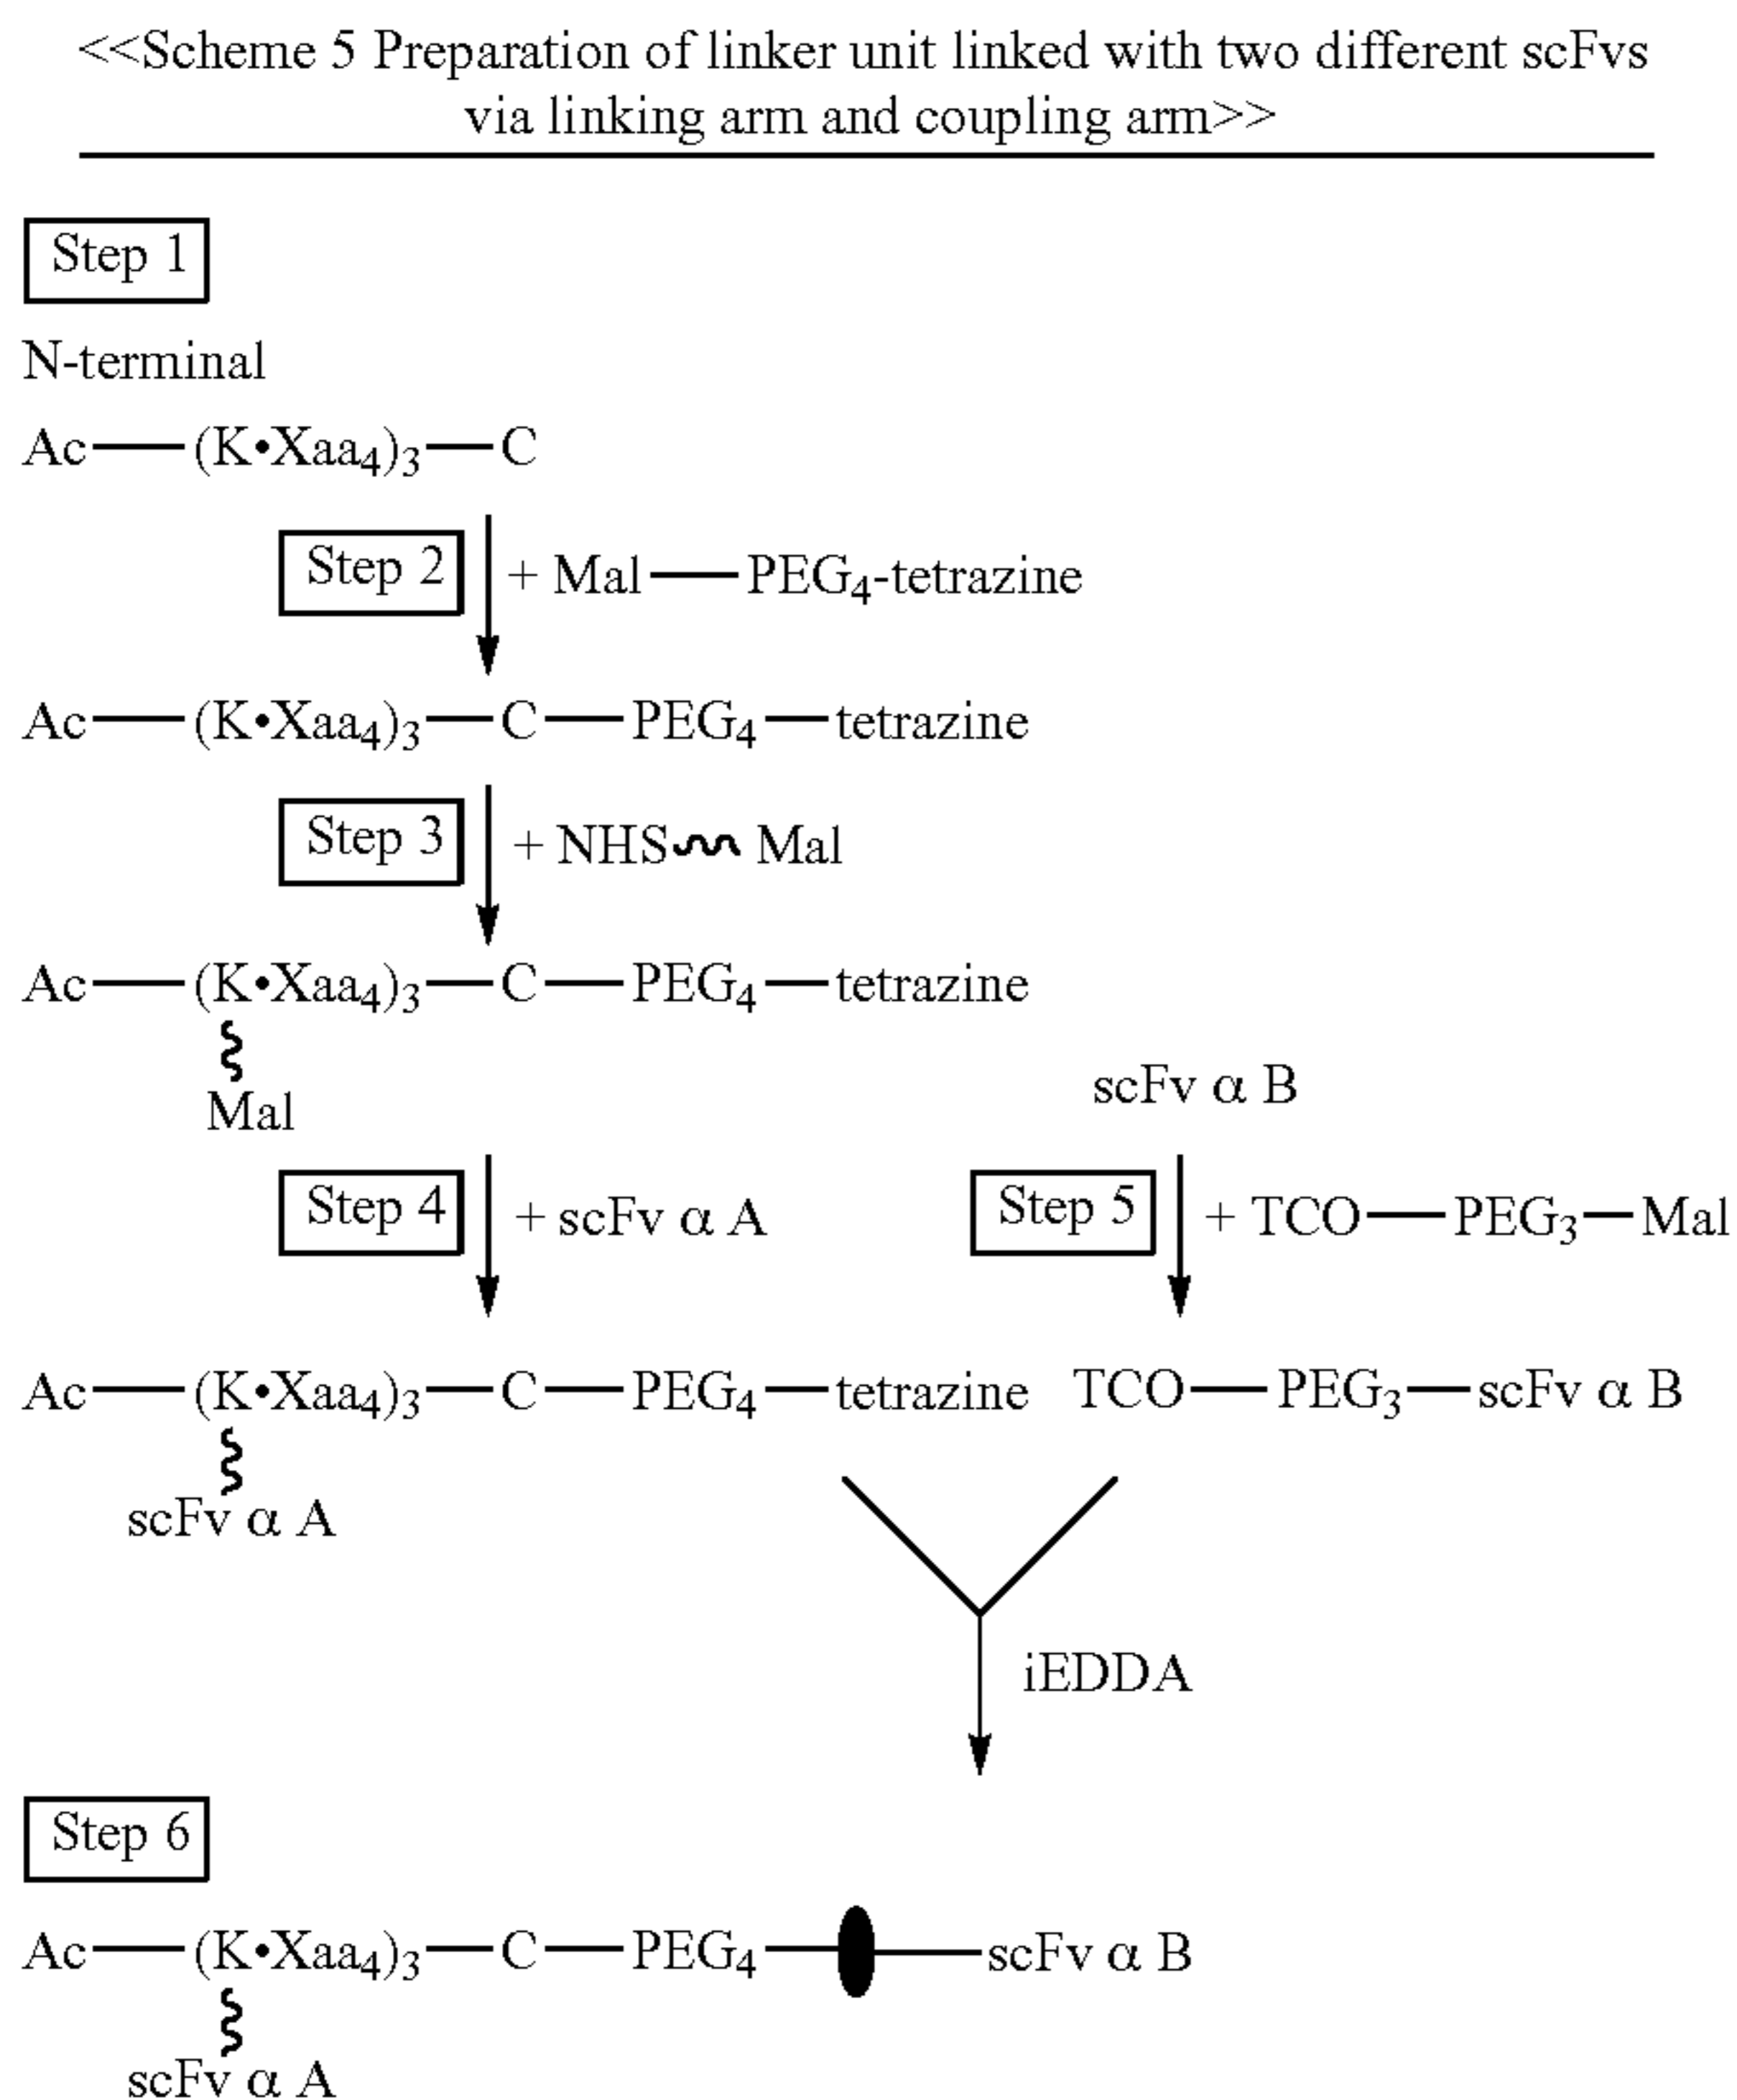 <<Scheme 5 Preparation of linker unit linked with two different scFvs
via linking arm and coupling arm>>
Step 1
N-terminal
Ac—(K•Xaa₄)₃—C
Step 2
+ Mal—PEG₄-tetrazine
Ac—(K•Xaa₄)₃—C—PEG₄—tetrazine
Step 3
+ NHS Mal
Ac—(K•Xaa₄)₃—C—PEG₄—tetrazine
Mal
scFv α B
Step 4
+ scFv α A
Step 5
+ TCO—PEG₃—Mal
Ac—(K•Xaa₄)₃—C—PEG₄—tetrazine
TCO—PEG₃—scFv α B
scFv α A
iEDDA
Step 6
Ac—(K•Xaa₄)₃—C—PEG₄—scFv α B
scFv α A